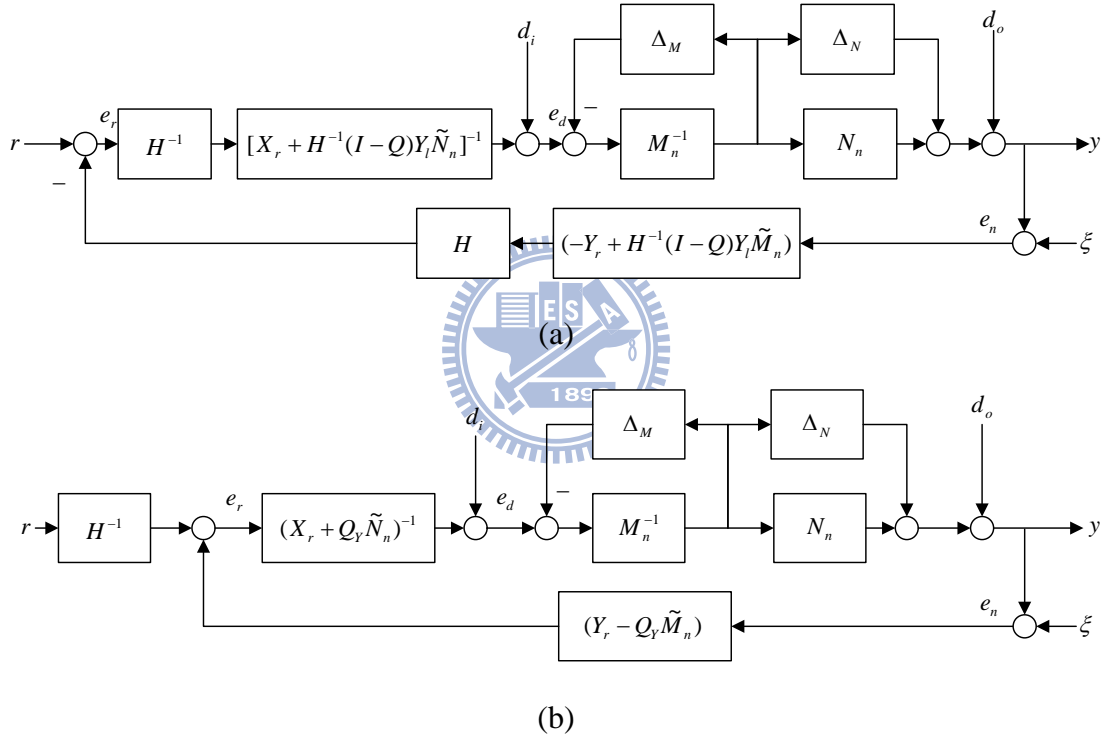 d_i
Δ_M
Δ_N
d_o
r
e_r
H^{-1}
[X_r + H^{-1}(I − Q)Y_l Ñ_n]^{-1}
e_d
−
M_n^{-1}
N_n
y
−
H
(−Y_r + H^{-1}(I − Q)Y_l M̃_n)
e_n
ξ
E S A
(a)
189
d_i
Δ_M
Δ_N
d_o
r
H^{-1}
e_r
(X_r + Q_Y Ñ_n)^{-1}
e_d
−
M_n^{-1}
N_n
y
(Y_r − Q_Y M̃_n)
e_n
ξ
(b)